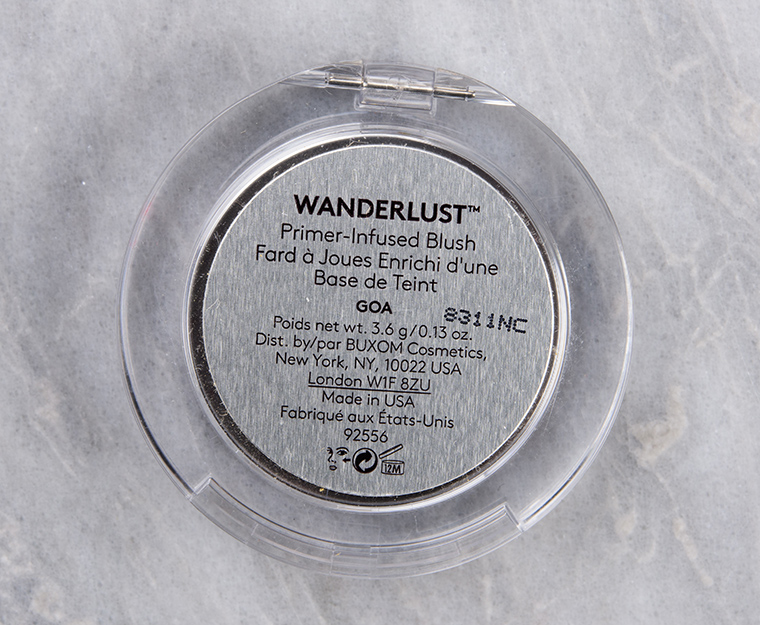 WANDERLUST™
Primer-Infused Blush
Fard à Joues Enrichi d'une
Base de Teint
GOA
8311NC
Poids net wt. 3.6 g/0.13 oz.
Dist. by/par BUXOM Cosmetics,
New York, NY, 10022 USA
London W1F 8ZU
Made in USA
Fabriqué aux États-Unis
92556
12M